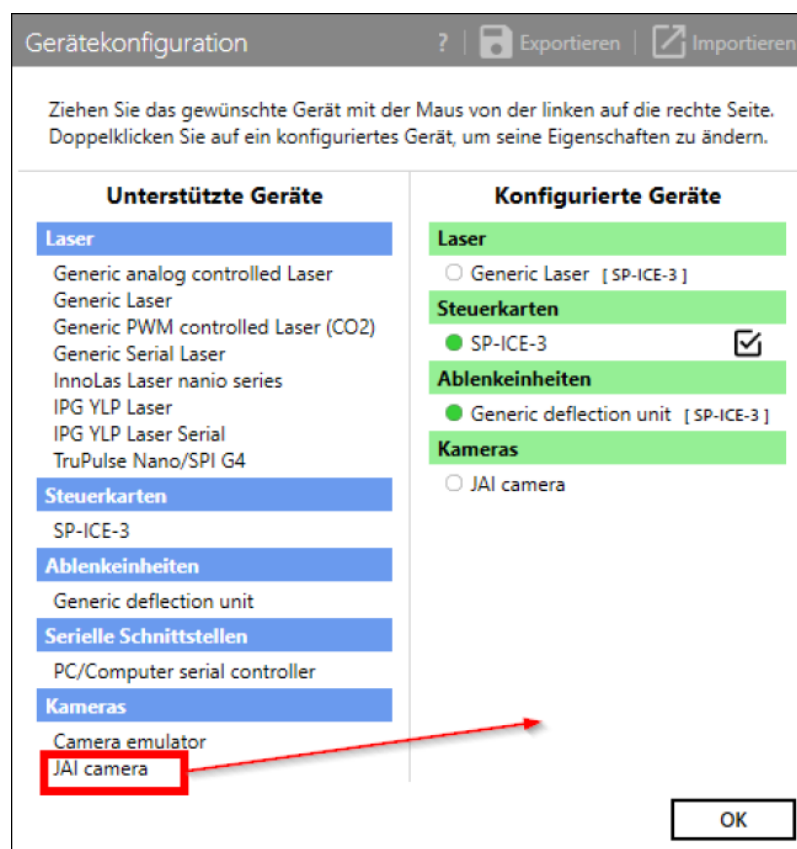 Gerätekonfiguration
? | Exportieren | Importieren
Ziehen Sie das gewünschte Gerät mit der Maus von der linken auf die rechte Seite.
Doppelklicken Sie auf ein konfiguriertes Gerät, um seine Eigenschaften zu ändern.
Unterstützte Geräte
Laser
Generic analog controlled Laser
Generic Laser
Generic PWM controlled Laser (CO2)
Generic Serial Laser
InnoLas Laser nanio series
IPG YLP Laser
IPG YLP Laser Serial
TruPulse Nano/SPI G4
Steuerkarten
SP-ICE-3
Ablenkeinheiten
Generic deflection unit
Serielle Schnittstellen
PC/Computer serial controller
Kameras
Camera emulator
JAI camera
Konfigurierte Geräte
Laser
Generic Laser [ SP-ICE-3 ]
Steuerkarten
SP-ICE-3
Ablenkeinheiten
Generic deflection unit [ SP-ICE-3 ]
Kameras
JAI camera
OK